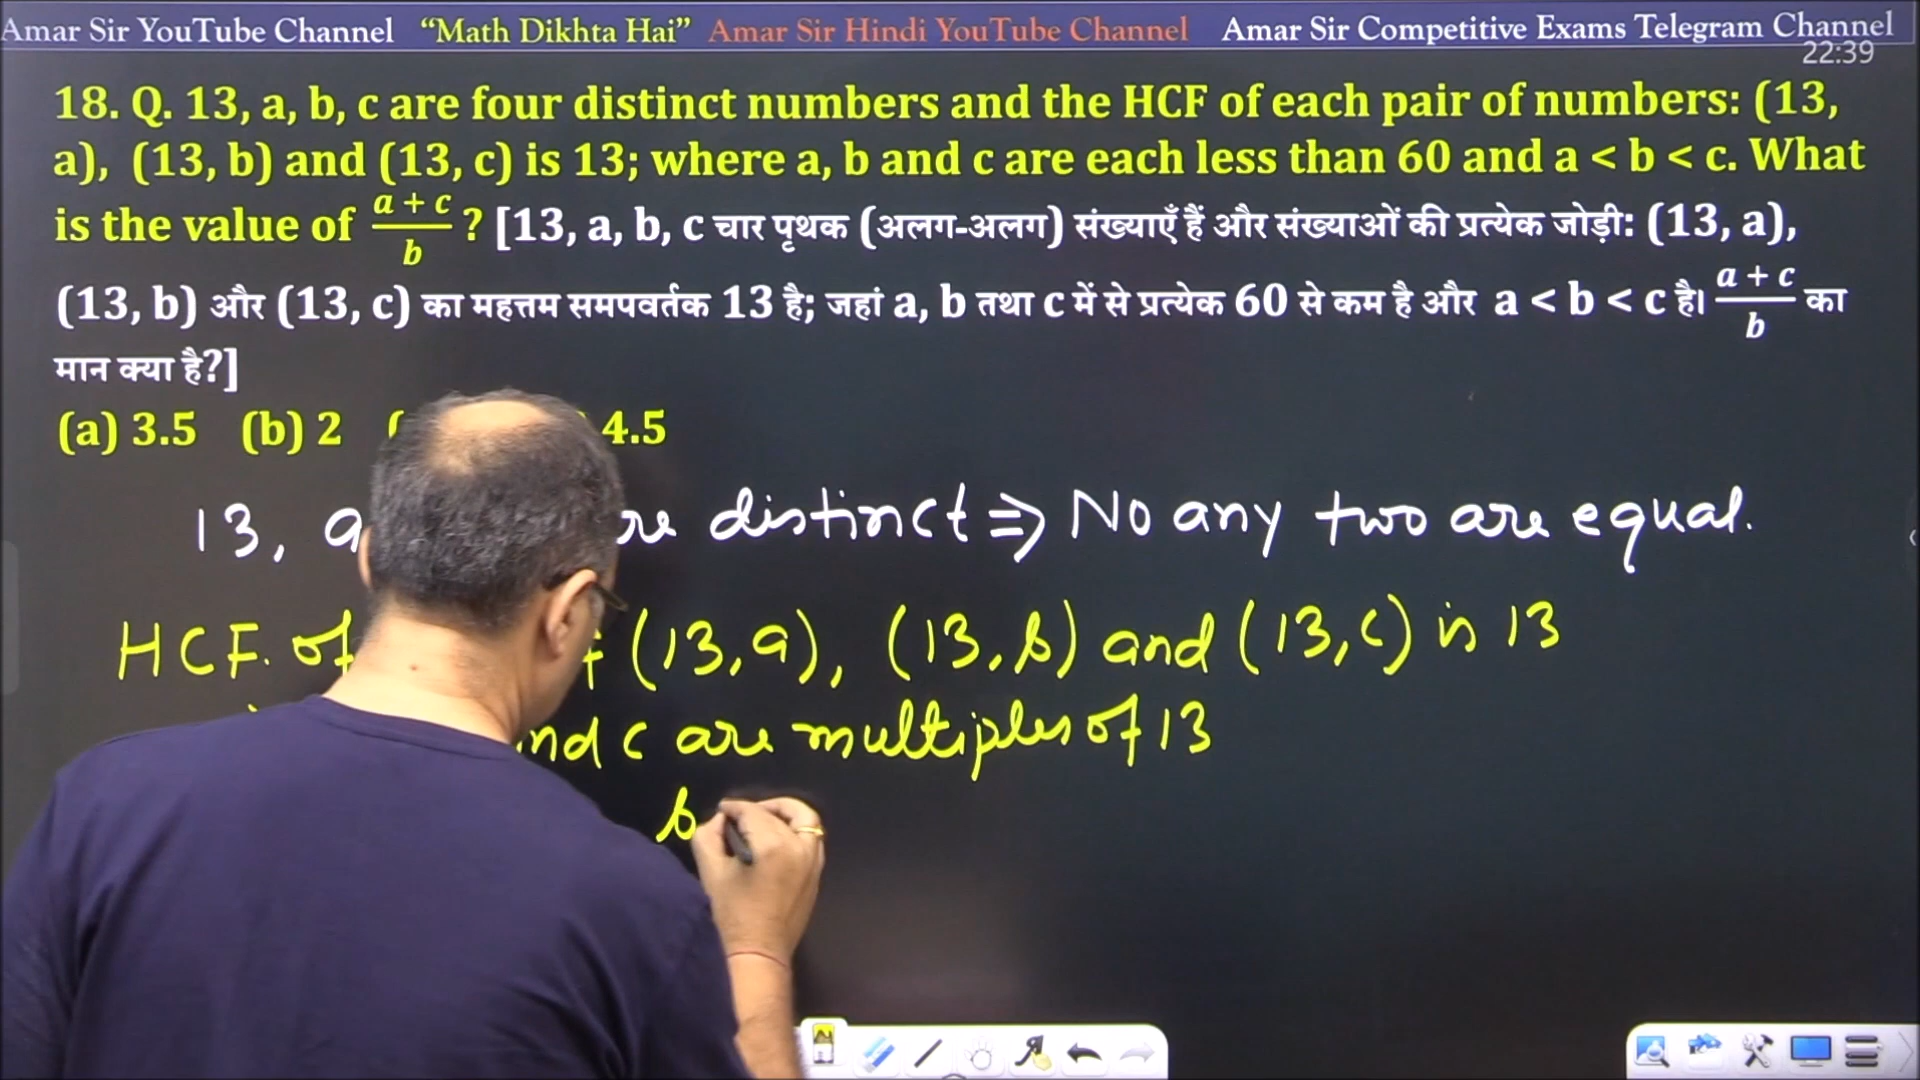 Amar Sir YouTube Channel “Math Dikhta Hai” Amar Sir Hindi YouTube Channel Amar Sir Competitive Exams Telegram Channel
22:39
18. Q. 13, a, b, c are four distinct numbers and the HCF of each pair of numbers: (13,
a), (13, b) and (13, c) is 13; where a, b and c are each less than 60 and a < b < c. What
is the value of (a + c)/b ? [13, a, b, c चार पृथक (अलग-अलग) संख्याएँ हैं और संख्याओं की प्रत्येक जोड़ी: (13, a),
(13, b) और (13, c) का महत्तम समपवर्तक 13 है; जहां a, b तथा c में से प्रत्येक 60 से कम है और a < b < c है। (a + c)/b का
मान क्या है?]
(a) 3.5 (b) 2 ( 4.5
13, a are distinct ⇒ No any two are equal.
HCF. of (13, a), (13, b) and (13, c) is 13
and c are multiples of 13
b